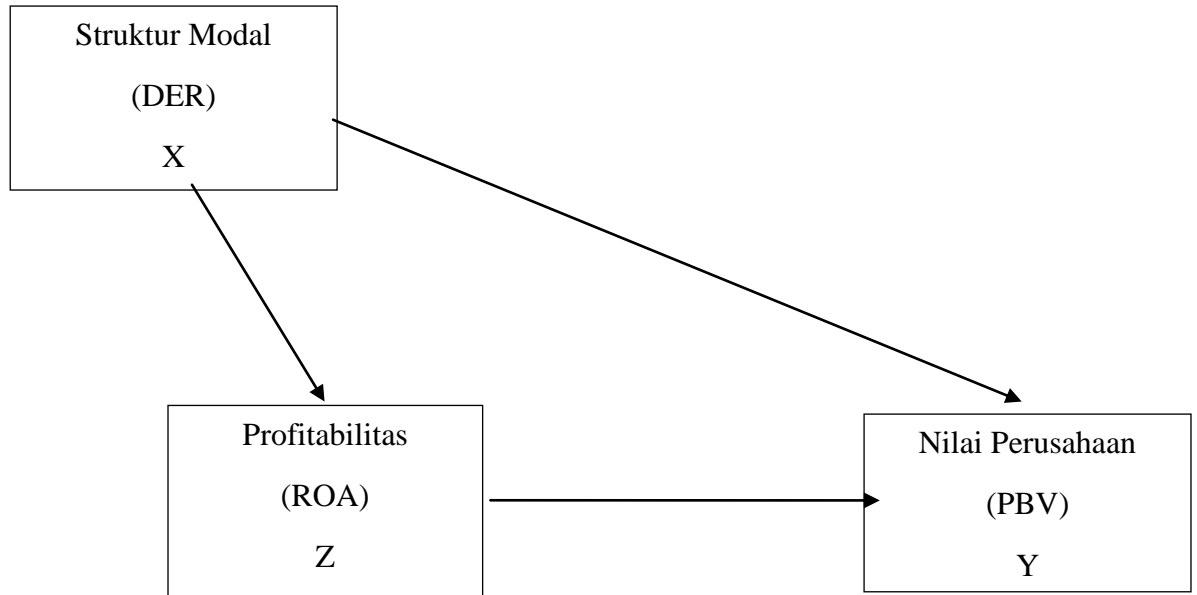 Struktur Modal
(DER)
X
Profitabilitas
(ROA)
Z
Nilai Perusahaan
(PBV)
Y